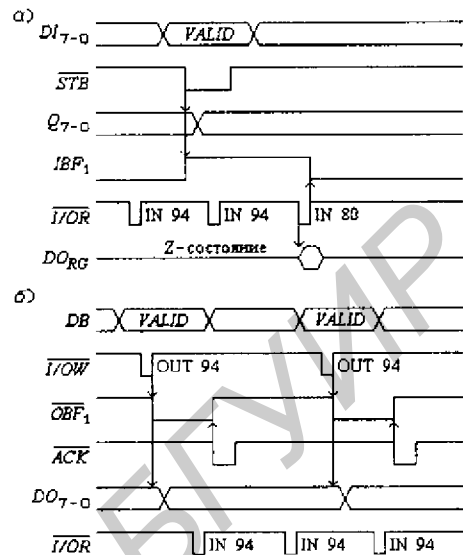 а)
DI7-0 VALID
STB
Q7-0
IBF1
I/OR IN 94 IN 94 IN 80
Z-состояние
DORG
б)
DB VALID VALID
I/OW OUT 94 OUT 94
OBF1
ACK
DO7-0
I/OR IN 94 IN 94 IN 94
БГУИР